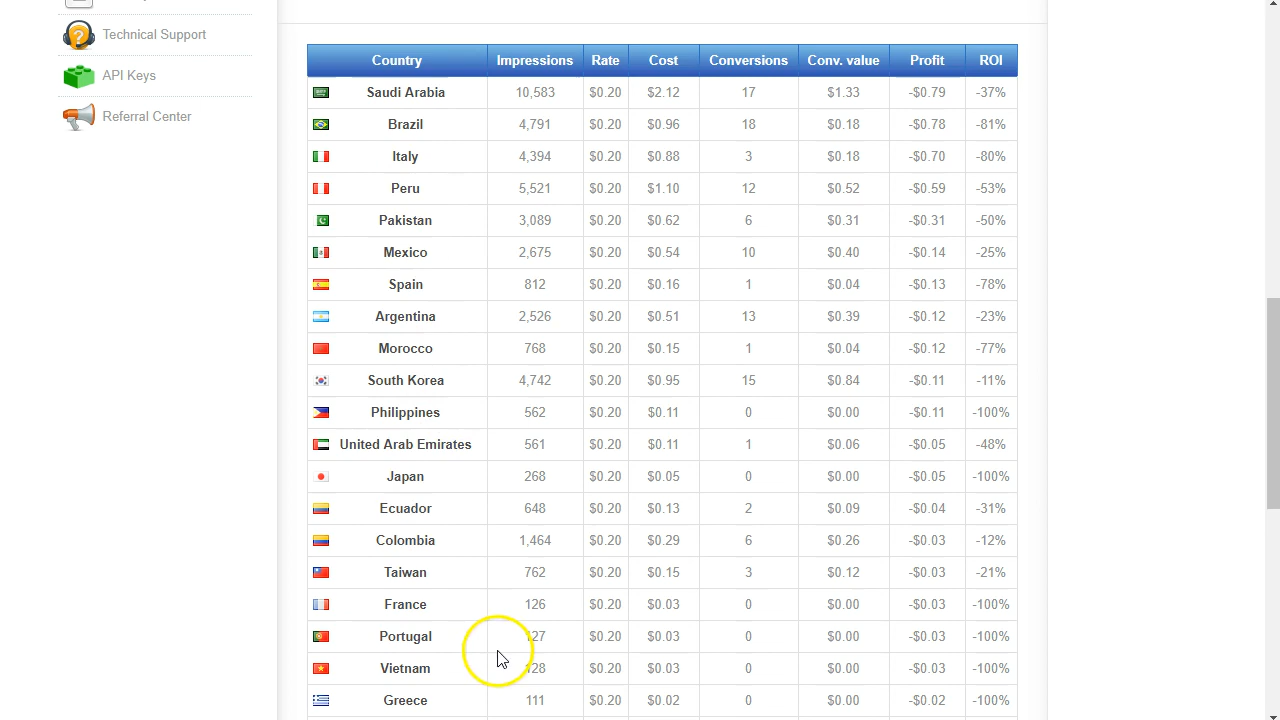 Technical Support
API Keys
Referral Center
Country Impressions Rate Cost Conversions Conv. value Profit ROI
Saudi Arabia 10,583 $0.20 $2.12 17 $1.33 -$0.79 -37%
Brazil 4,791 $0.20 $0.96 18 $0.18 -$0.78 -81%
Italy 4,394 $0.20 $0.88 3 $0.18 -$0.70 -80%
Peru 5,521 $0.20 $1.10 12 $0.52 -$0.59 -53%
Pakistan 3,089 $0.20 $0.62 6 $0.31 -$0.31 -50%
Mexico 2,675 $0.20 $0.54 10 $0.40 -$0.14 -25%
Spain 812 $0.20 $0.16 1 $0.04 -$0.13 -78%
Argentina 2,526 $0.20 $0.51 13 $0.39 -$0.12 -23%
Morocco 768 $0.20 $0.15 1 $0.04 -$0.12 -77%
South Korea 4,742 $0.20 $0.95 15 $0.84 -$0.11 -11%
Philippines 562 $0.20 $0.11 0 $0.00 -$0.11 -100%
United Arab Emirates 561 $0.20 $0.11 1 $0.06 -$0.05 -48%
Japan 268 $0.20 $0.05 0 $0.00 -$0.05 -100%
Ecuador 648 $0.20 $0.13 2 $0.09 -$0.04 -31%
Colombia 1,464 $0.20 $0.29 6 $0.26 -$0.03 -12%
Taiwan 762 $0.20 $0.15 3 $0.12 -$0.03 -21%
France 126 $0.20 $0.03 0 $0.00 -$0.03 -100%
Portugal 127 $0.20 $0.03 0 $0.00 -$0.03 -100%
Vietnam 128 $0.20 $0.03 0 $0.00 -$0.03 -100%
Greece 111 $0.20 $0.02 0 $0.00 -$0.02 -100%